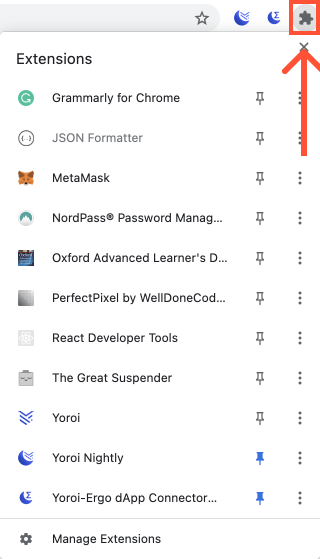 Extensions
Grammarly for Chrome
JSON Formatter
MetaMask
NordPass® Password Manag...
Oxford Advanced Learner's D...
PerfectPixel by WellDoneCod...
React Developer Tools
The Great Suspender
Yoroi
Yoroi Nightly
Yoroi-Ergo dApp Connector...
Manage Extensions